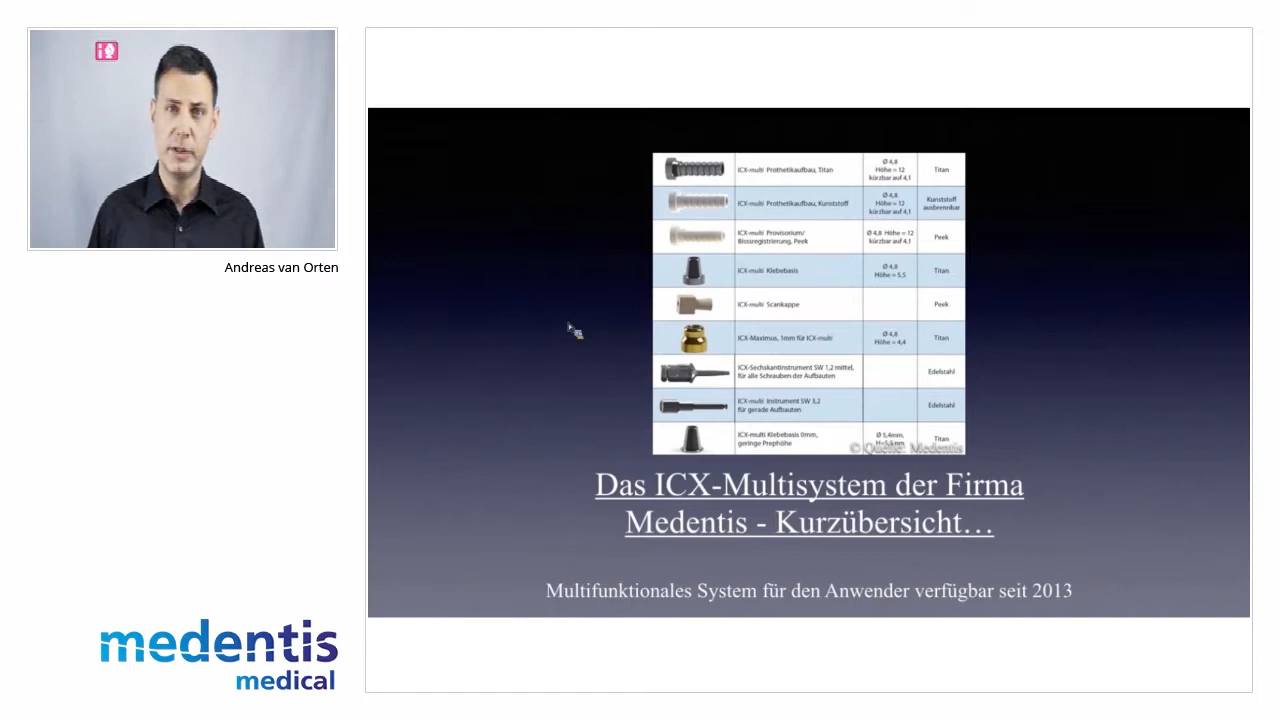 Andreas van Orten
medentis
medical
ICX-multi Prothetikaufbau, Titan
Ø 4,8
Höhe = 12
kürzbar auf 4,1
Titan
ICX-multi Prothetikaufbau, Kunststoff
Ø 4,8
Höhe = 12
kürzbar auf 4,1
Kunststoff
ausbrennbar
ICX-multi Provisorium/
Bissregistrierung, Peek
Ø 4,8 Höhe = 12
kürzbar auf 4,1
Peek
ICX-multi Klebebasis
Ø 4,8
Höhe = 5,5
Titan
ICX-multi Scankappe
Peek
ICX-Maximus, 1mm für ICX-multi
Ø 4,8
Höhe = 4,4
Titan
ICX-Sechskantinstrument SW 1,2 mittel,
für alle Schrauben der Aufbauten
Edelstahl
ICX-multi Instrument SW 3,2
für gerade Aufbauten
Edelstahl
ICX-multi Klebebasis 0mm,
geringe Prephöhe
Ø 5,4mm,
H=5,5mm
Titan
© Quelle: Medentis
Das ICX-Multisystem der Firma
Medentis - Kurzübersicht…
Multifunktionales System für den Anwender verfügbar seit 2013